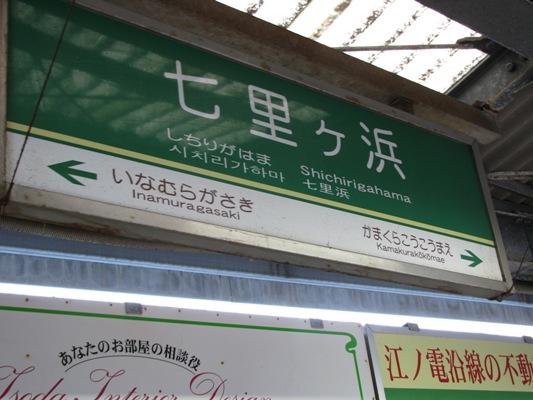 七里ヶ浜
しちりがはま Shichirigahama
시치리가하마 七里浜
いなむらがさき
Inamuragasaki
かまくらこうこうまえ
Kamakurakōkōmae
あなたのお部屋の相談役
Isoda Interior Design
江ノ電沿線の不動